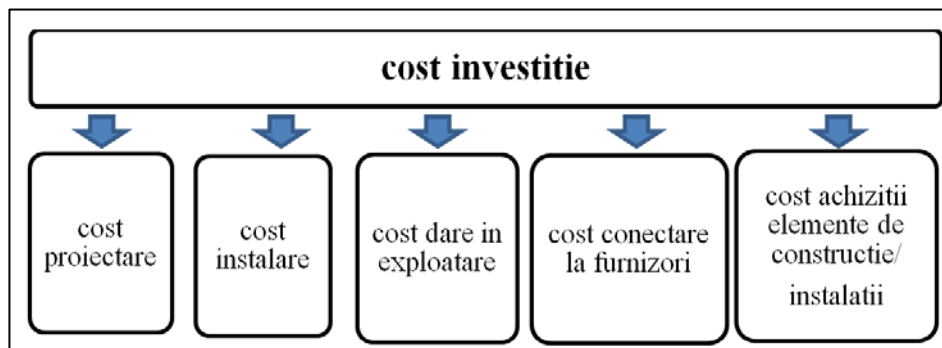 cost investitie
cost
proiectare
cost
instalare
cost dare in
exploatare
cost conectare
la furnizori
cost achizitii
elemente de
constructie/
instalatii